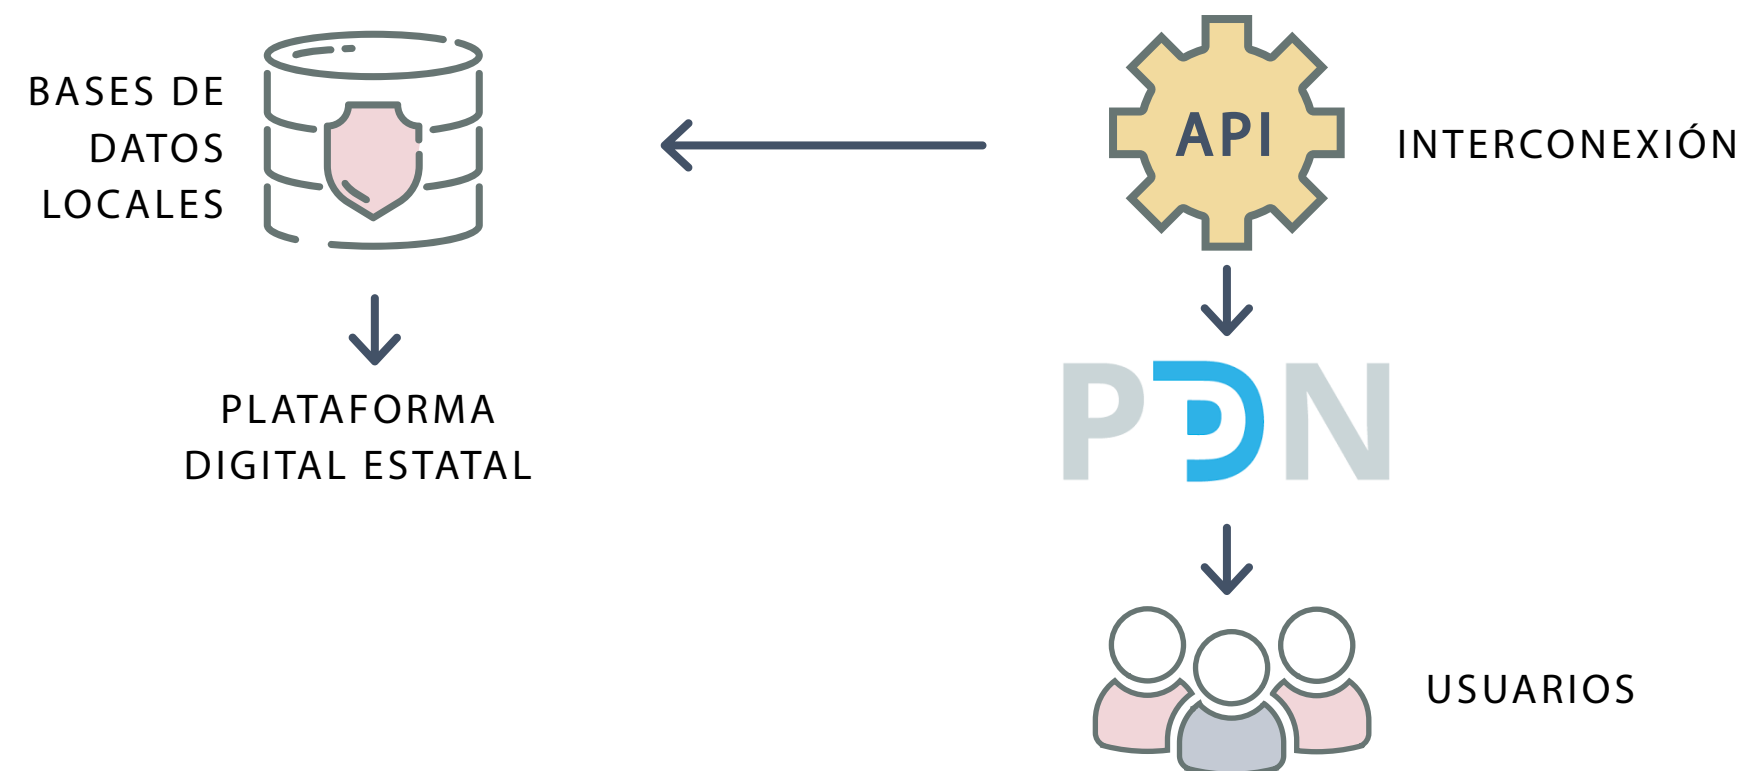 BASES DE
DATOS
LOCALES
API
INTERCONEXIÓN
PLATAFORMA
DIGITAL ESTATAL
PDN
USUARIOS